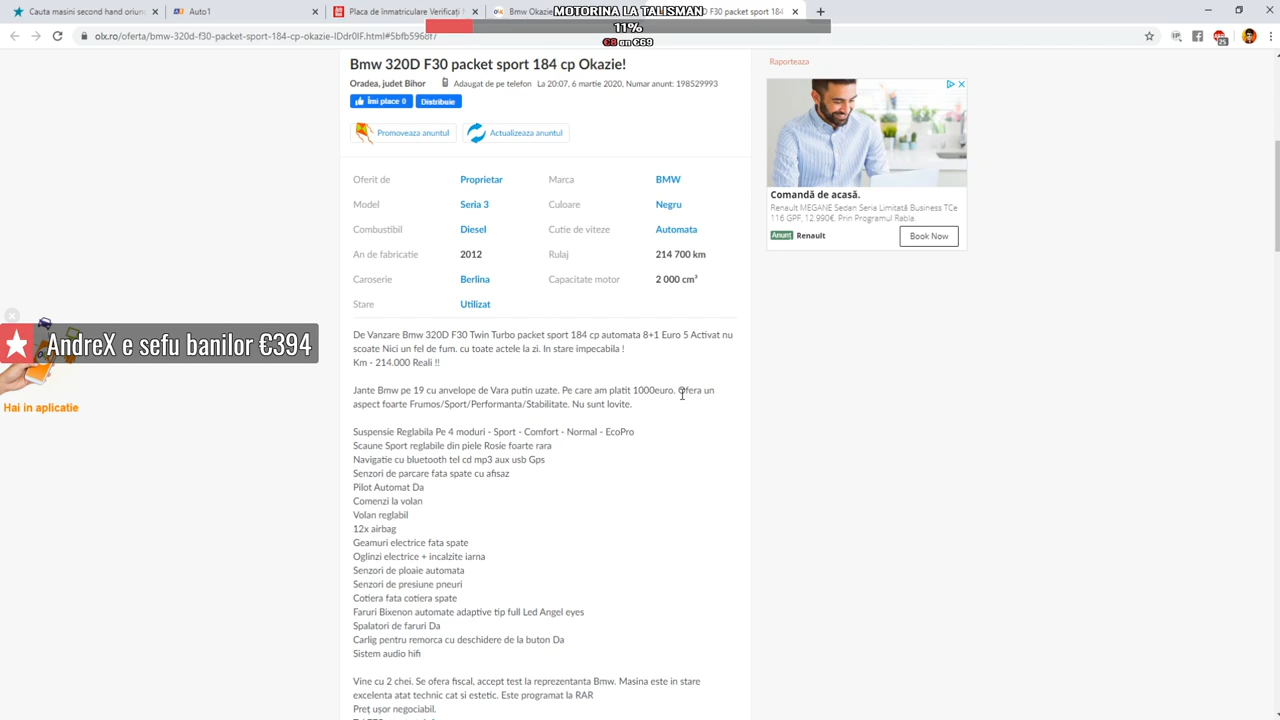 Cauta masini second hand oriun
Auto1
Placa de Inmatriculare Verificați N
Bmw Okazie
D F30 packet sport 184
MOTORINA LA TALISMAN
11%
€8 an €69
olx.ro/oferta/bmw-320d-f30-packet-sport-184-cp-okazie-IDdr0IF.html#5bfb5968f7
25
Bmw 320D F30 packet sport 184 cp Okazie!
Raporteaza
Oradea, judet Bihor Adaugat de pe telefon La 20:07, 6 martie 2020, Numar anunt: 198529993
Îmi place 0 Distribuie
Promoveaza anuntul Actualizeaza anuntul
Oferit de Proprietar Marca BMW
Model Seria 3 Culoare Negru
Combustibil Diesel Cutie de viteze Automata
An de fabricatie 2012 Rulaj 214 700 km
Caroserie Berlina Capacitate motor 2 000 cm³
Stare Utilizat
Comandă de acasă.
Renault MEGANE Sedan Seria Limitată Business TCe
116 GPF, 12.990€. Prin Programul Rabla.
Anunt Renault Book Now
AndreX e sefu banilor €394
Hai in aplicatie
De Vanzare Bmw 320D F30 Twin Turbo packet sport 184 cp automata 8+1 Euro 5 Activat nu
scoate Nici un fel de fum. cu toate actele la zi. In stare impecabila !
Km - 214.000 Reali !!
Jante Bmw pe 19 cu anvelope de Vara putin uzate. Pe care am platit 1000euro. Ofera un
aspect foarte Frumos/Sport/Performanta/Stabilitate. Nu sunt lovite.
Suspensie Reglabila Pe 4 moduri - Sport - Comfort - Normal - EcoPro
Scaune Sport reglabile din piele Rosie foarte rara
Navigatie cu bluetooth tel cd mp3 aux usb Gps
Senzori de parcare fata spate cu afisaz
Pilot Automat Da
Comenzi la volan
Volan reglabil
12x airbag
Geamuri electrice fata spate
Oglinzi electrice + incalzite iarna
Senzori de ploaie automata
Senzori de presiune pneuri
Cotiera fata cotiera spate
Faruri Bixenon automate adaptive tip full Led Angel eyes
Spalatori de faruri Da
Carlig pentru remorca cu deschidere de la buton Da
Sistem audio hifi
Vine cu 2 chei. Se ofera fiscal, accept test la reprezentanta Bmw. Masina este in stare
excelenta atat technic cat si estetic. Este programat la RAR
Preț ușor negociabil.